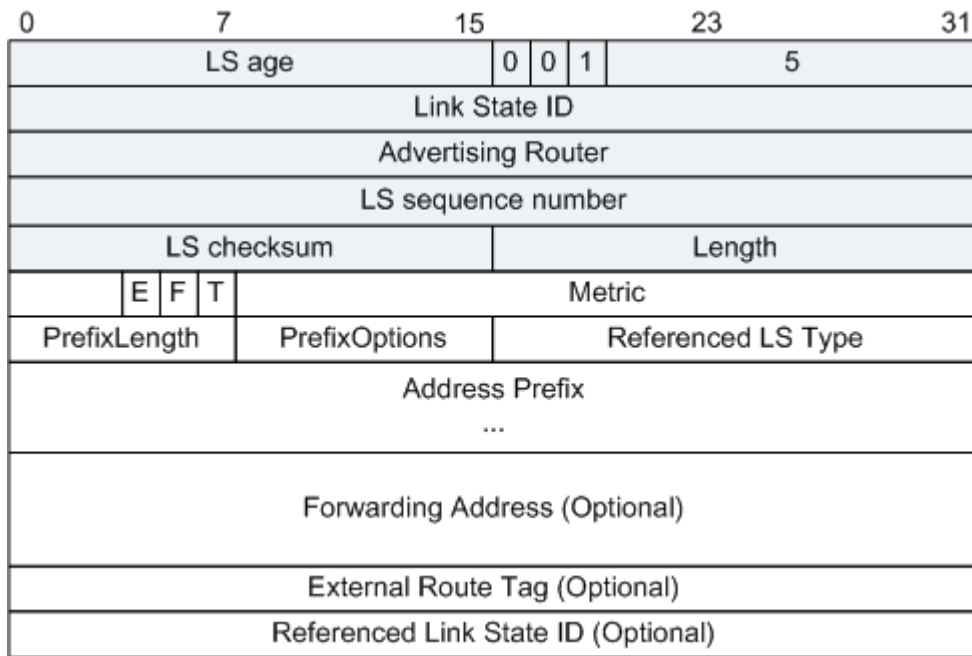 0 7 15 23 31
LS age 0 0 1 5
Link State ID
Advertising Router
LS sequence number
LS checksum Length
E F T Metric
PrefixLength PrefixOptions Referenced LS Type
Address Prefix
...
Forwarding Address (Optional)
External Route Tag (Optional)
Referenced Link State ID (Optional)